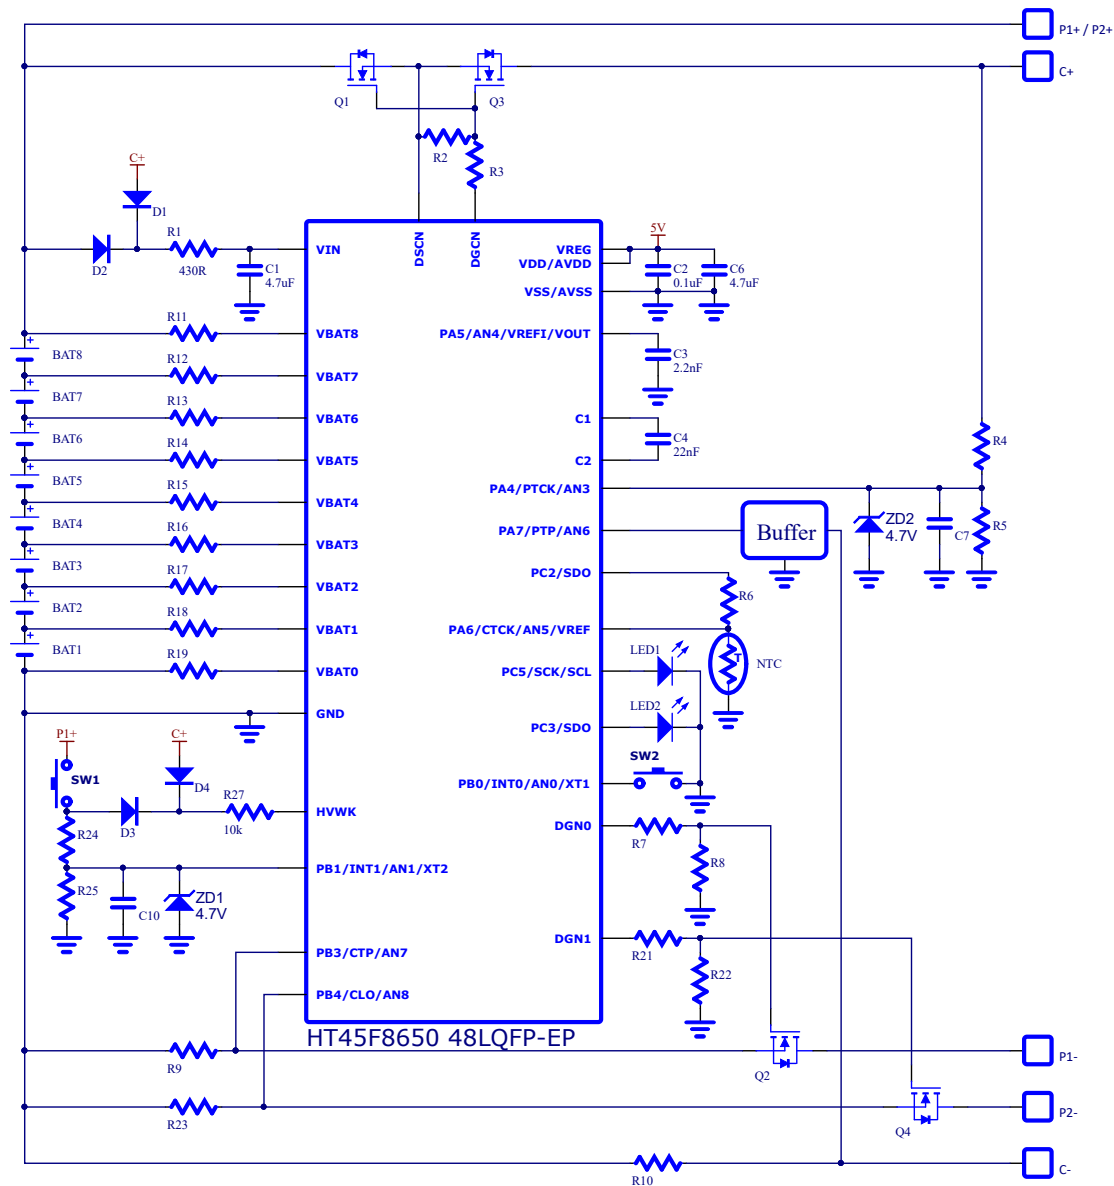 P1+ / P2+
C+
Q1
Q3
R2
R3
C+
D1
R1
D2
430R
C1
4.7uF
VIN
DSCN
DGCN
VREG
VDD/AVDD
VSS/AVSS
5V
C2
0.1uF
C6
4.7uF
R11
VBAT8
PA5/AN4/VREFI/VOUT
C3
2.2nF
+
BAT8
R12
VBAT7
+
BAT7
R13
VBAT6
C1
C4
22nF
R4
+
BAT6
R14
VBAT5
C2
+
BAT5
R15
VBAT4
PA4/PTCK/AN3
+
BAT4
R16
VBAT3
PA7/PTP/AN6
Buffer
ZD2
4.7V
C7
R5
+
BAT3
R17
VBAT2
PC2/SDO
R6
+
BAT2
R18
VBAT1
PA6/CTCK/AN5/VREF
+
BAT1
R19
VBAT0
PC5/SCK/SCL
LED1
T
NTC
GND
PC3/SDO
LED2
P1+
C+
SW1
D4
SW2
PB0/INT0/AN0/XT1
R27
10k
D3
HVWK
R24
DGN0
R7
R8
PB1/INT1/AN1/XT2
R25
C10
ZD1
4.7V
PB3/CTP/AN7
DGN1
R21
R22
PB4/CLO/AN8
HT45F8650 48LQFP-EP
R9
Q2
P1-
R23
Q4
P2-
R10
C-